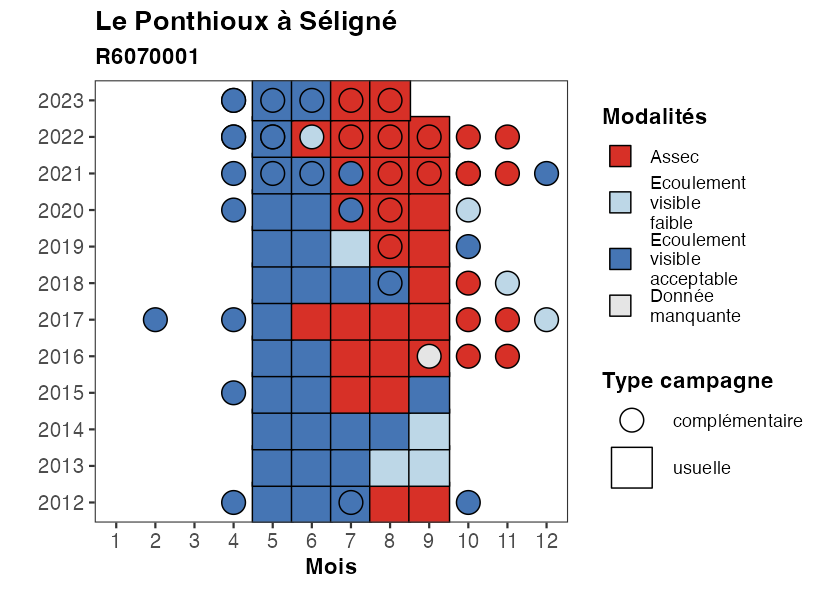 Le Ponthioux à Séligné
R6070001
2023
2022
2021
2020
2019
2018
2017
2016
2015
2014
2013
2012
1 2 3 4 5 6 7 8 9 10 11 12
Mois
Modalités
Assec
Ecoulement
visible
faible
Ecoulement
visible
acceptable
Donnée
manquante
Type campagne
complémentaire
usuelle